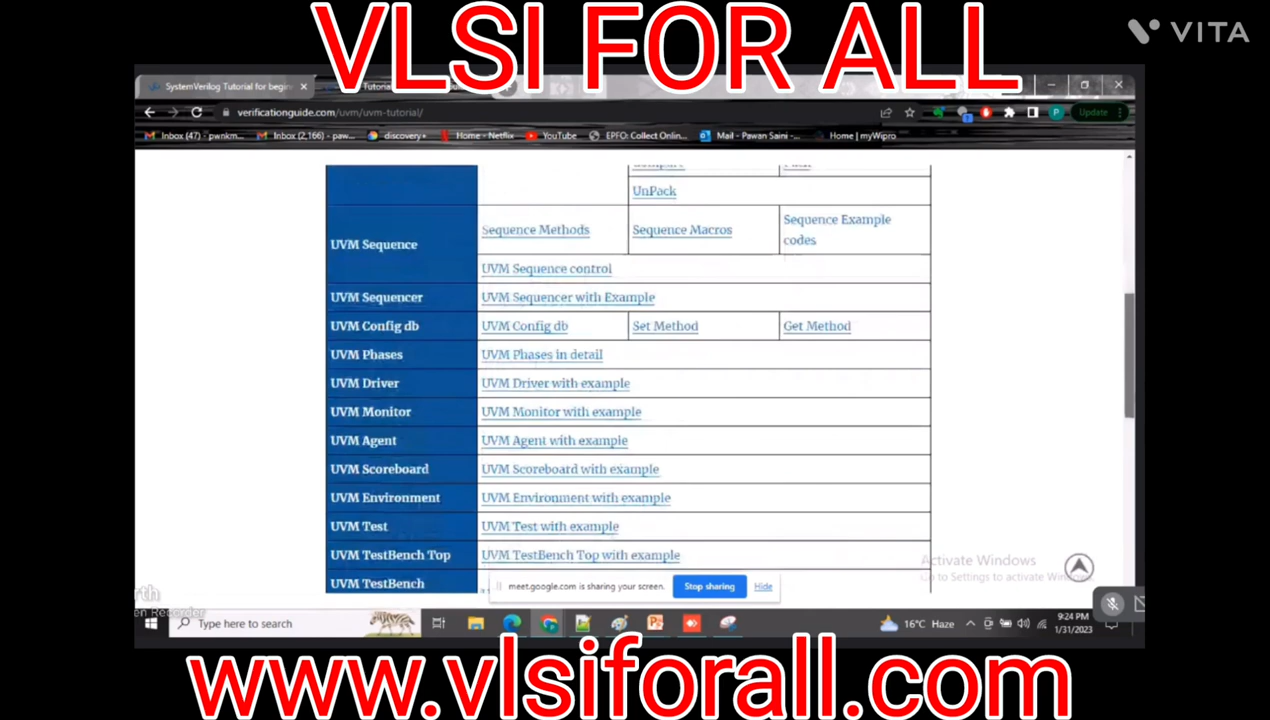 VLSI FOR ALL
VITA
SystemVerilog Tutorial for begin
verificationguide.com/uvm/uvm-tutorial/
Update
Inbox (47) - pwnkm...
Inbox (2,166) - paw...
discovery+
Home - Netflix
YouTube
EPFO: Collect Onlin...
Mail - Pawan Saini -...
Home | myWipro
UnPack
UVM Sequence
Sequence Methods
Sequence Macros
Sequence Example
codes
UVM Sequence control
UVM Sequencer
UVM Sequencer with Example
UVM Config db
UVM Config db
Set Method
Get Method
UVM Phases
UVM Phases in detail
UVM Driver
UVM Driver with example
UVM Monitor
UVM Monitor with example
UVM Agent
UVM Agent with example
UVM Scoreboard
UVM Scoreboard with example
UVM Environment
UVM Environment with example
UVM Test
UVM Test with example
UVM TestBench Top
UVM TestBench Top with example
UVM TestBench
Activate Windows
Go to Settings to activate Windows.
meet.google.com is sharing your screen.
Stop sharing
Hide
Type here to search
16°C Haze
9:24 PM
1/31/2023
www.vlsiforall.com